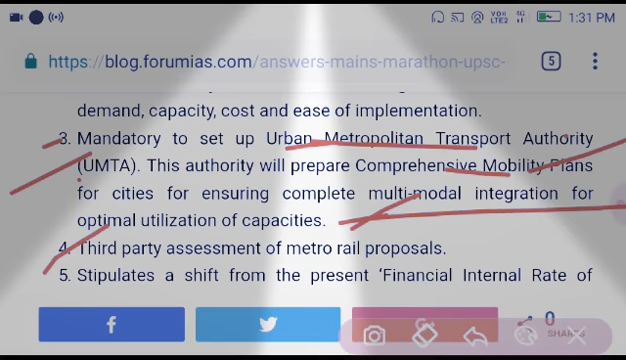 1:31 PM
https://blog.forumias.com/answers-mains-marathon-upsc-
5
demand, capacity, cost and ease of implementation.
3. Mandatory to set up Urban Metropolitan Transport Authority
(UMTA). This authority will prepare Comprehensive Mobility Plans
for cities for ensuring complete multi-modal integration for
optimal utilization of capacities.
4. Third party assessment of metro rail proposals.
5. Stipulates a shift from the present ‘Financial Internal Rate of
0
SHARES